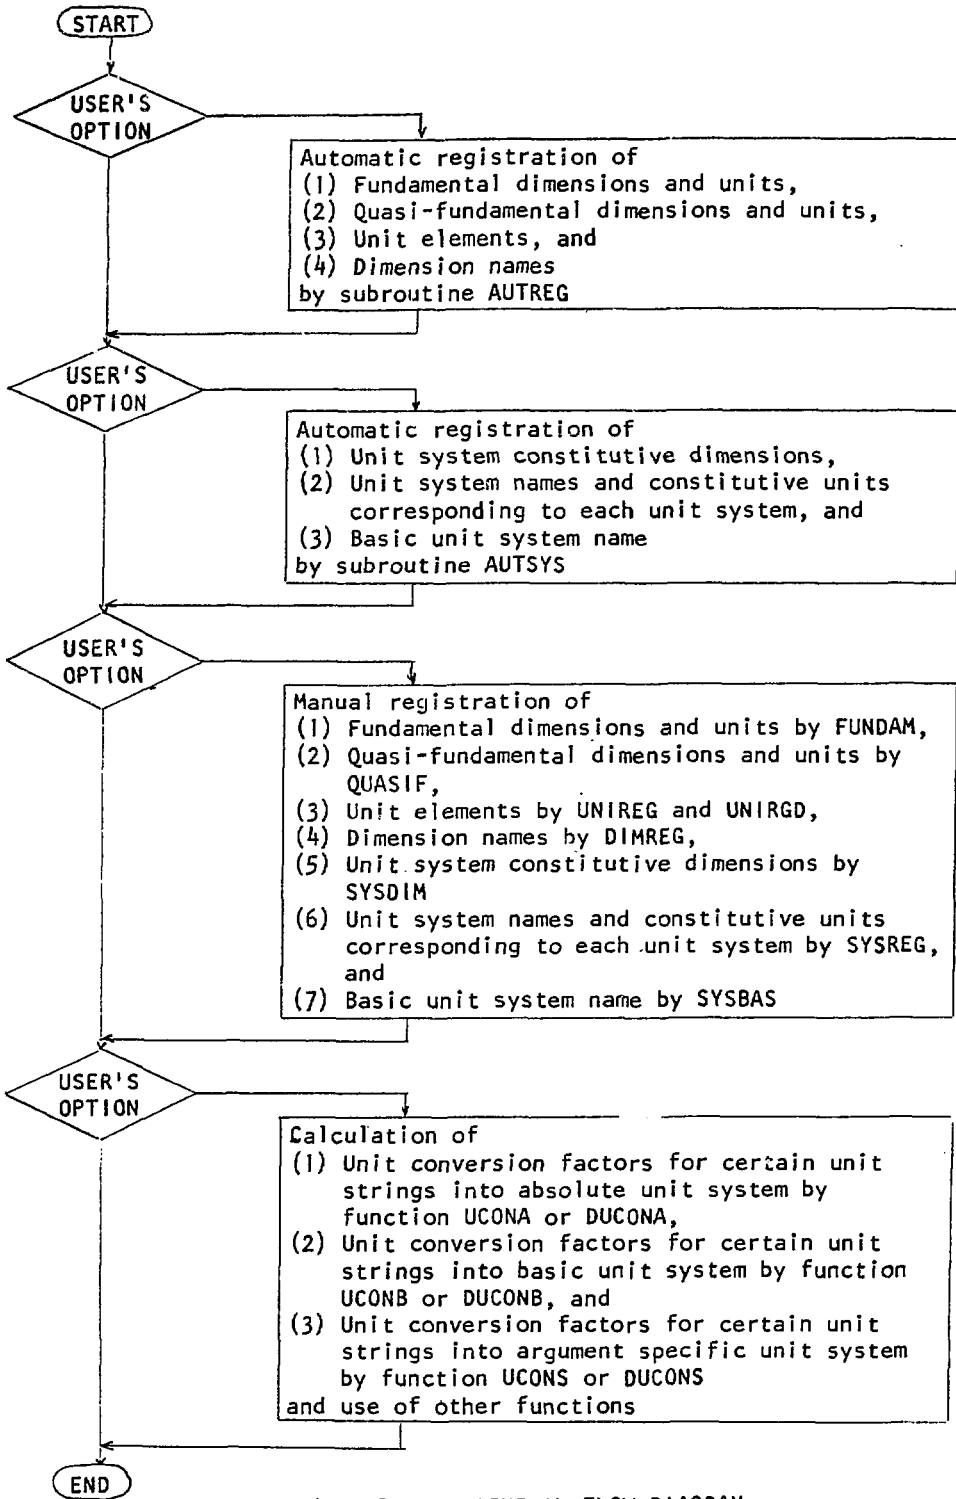 START
USER'S
OPTION
Automatic registration of
(1) Fundamental dimensions and units,
(2) Quasi-fundamental dimensions and units,
(3) Unit elements, and
(4) Dimension names
by subroutine AUTREG
USER'S
OPTION
Automatic registration of
(1) Unit system constitutive dimensions,
(2) Unit system names and constitutive units
corresponding to each unit system, and
(3) Basic unit system name
by subroutine AUTSYS
USER'S
OPTION
Manual registration of
(1) Fundamental dimensions and units by FUNDAM,
(2) Quasi-fundamental dimensions and units by
QUASIF,
(3) Unit elements by UNIREG and UNIRGD,
(4) Dimension names by DIMREG,
(5) Unit system constitutive dimensions by
SYSDIM
(6) Unit system names and constitutive units
corresponding to each unit system by SYSREG,
and
(7) Basic unit system name by SYSBAS
USER'S
OPTION
Calculation of
(1) Unit conversion factors for certain unit
strings into absolute unit system by
function UCONA or DUCONA,
(2) Unit conversion factors for certain unit
strings into basic unit system by function
UCONB or DUCONB, and
(3) Unit conversion factors for certain unit
strings into argument specific unit system
by function UCONS or DUCONS
and use of other functions
END
FLOW DIAGRAM